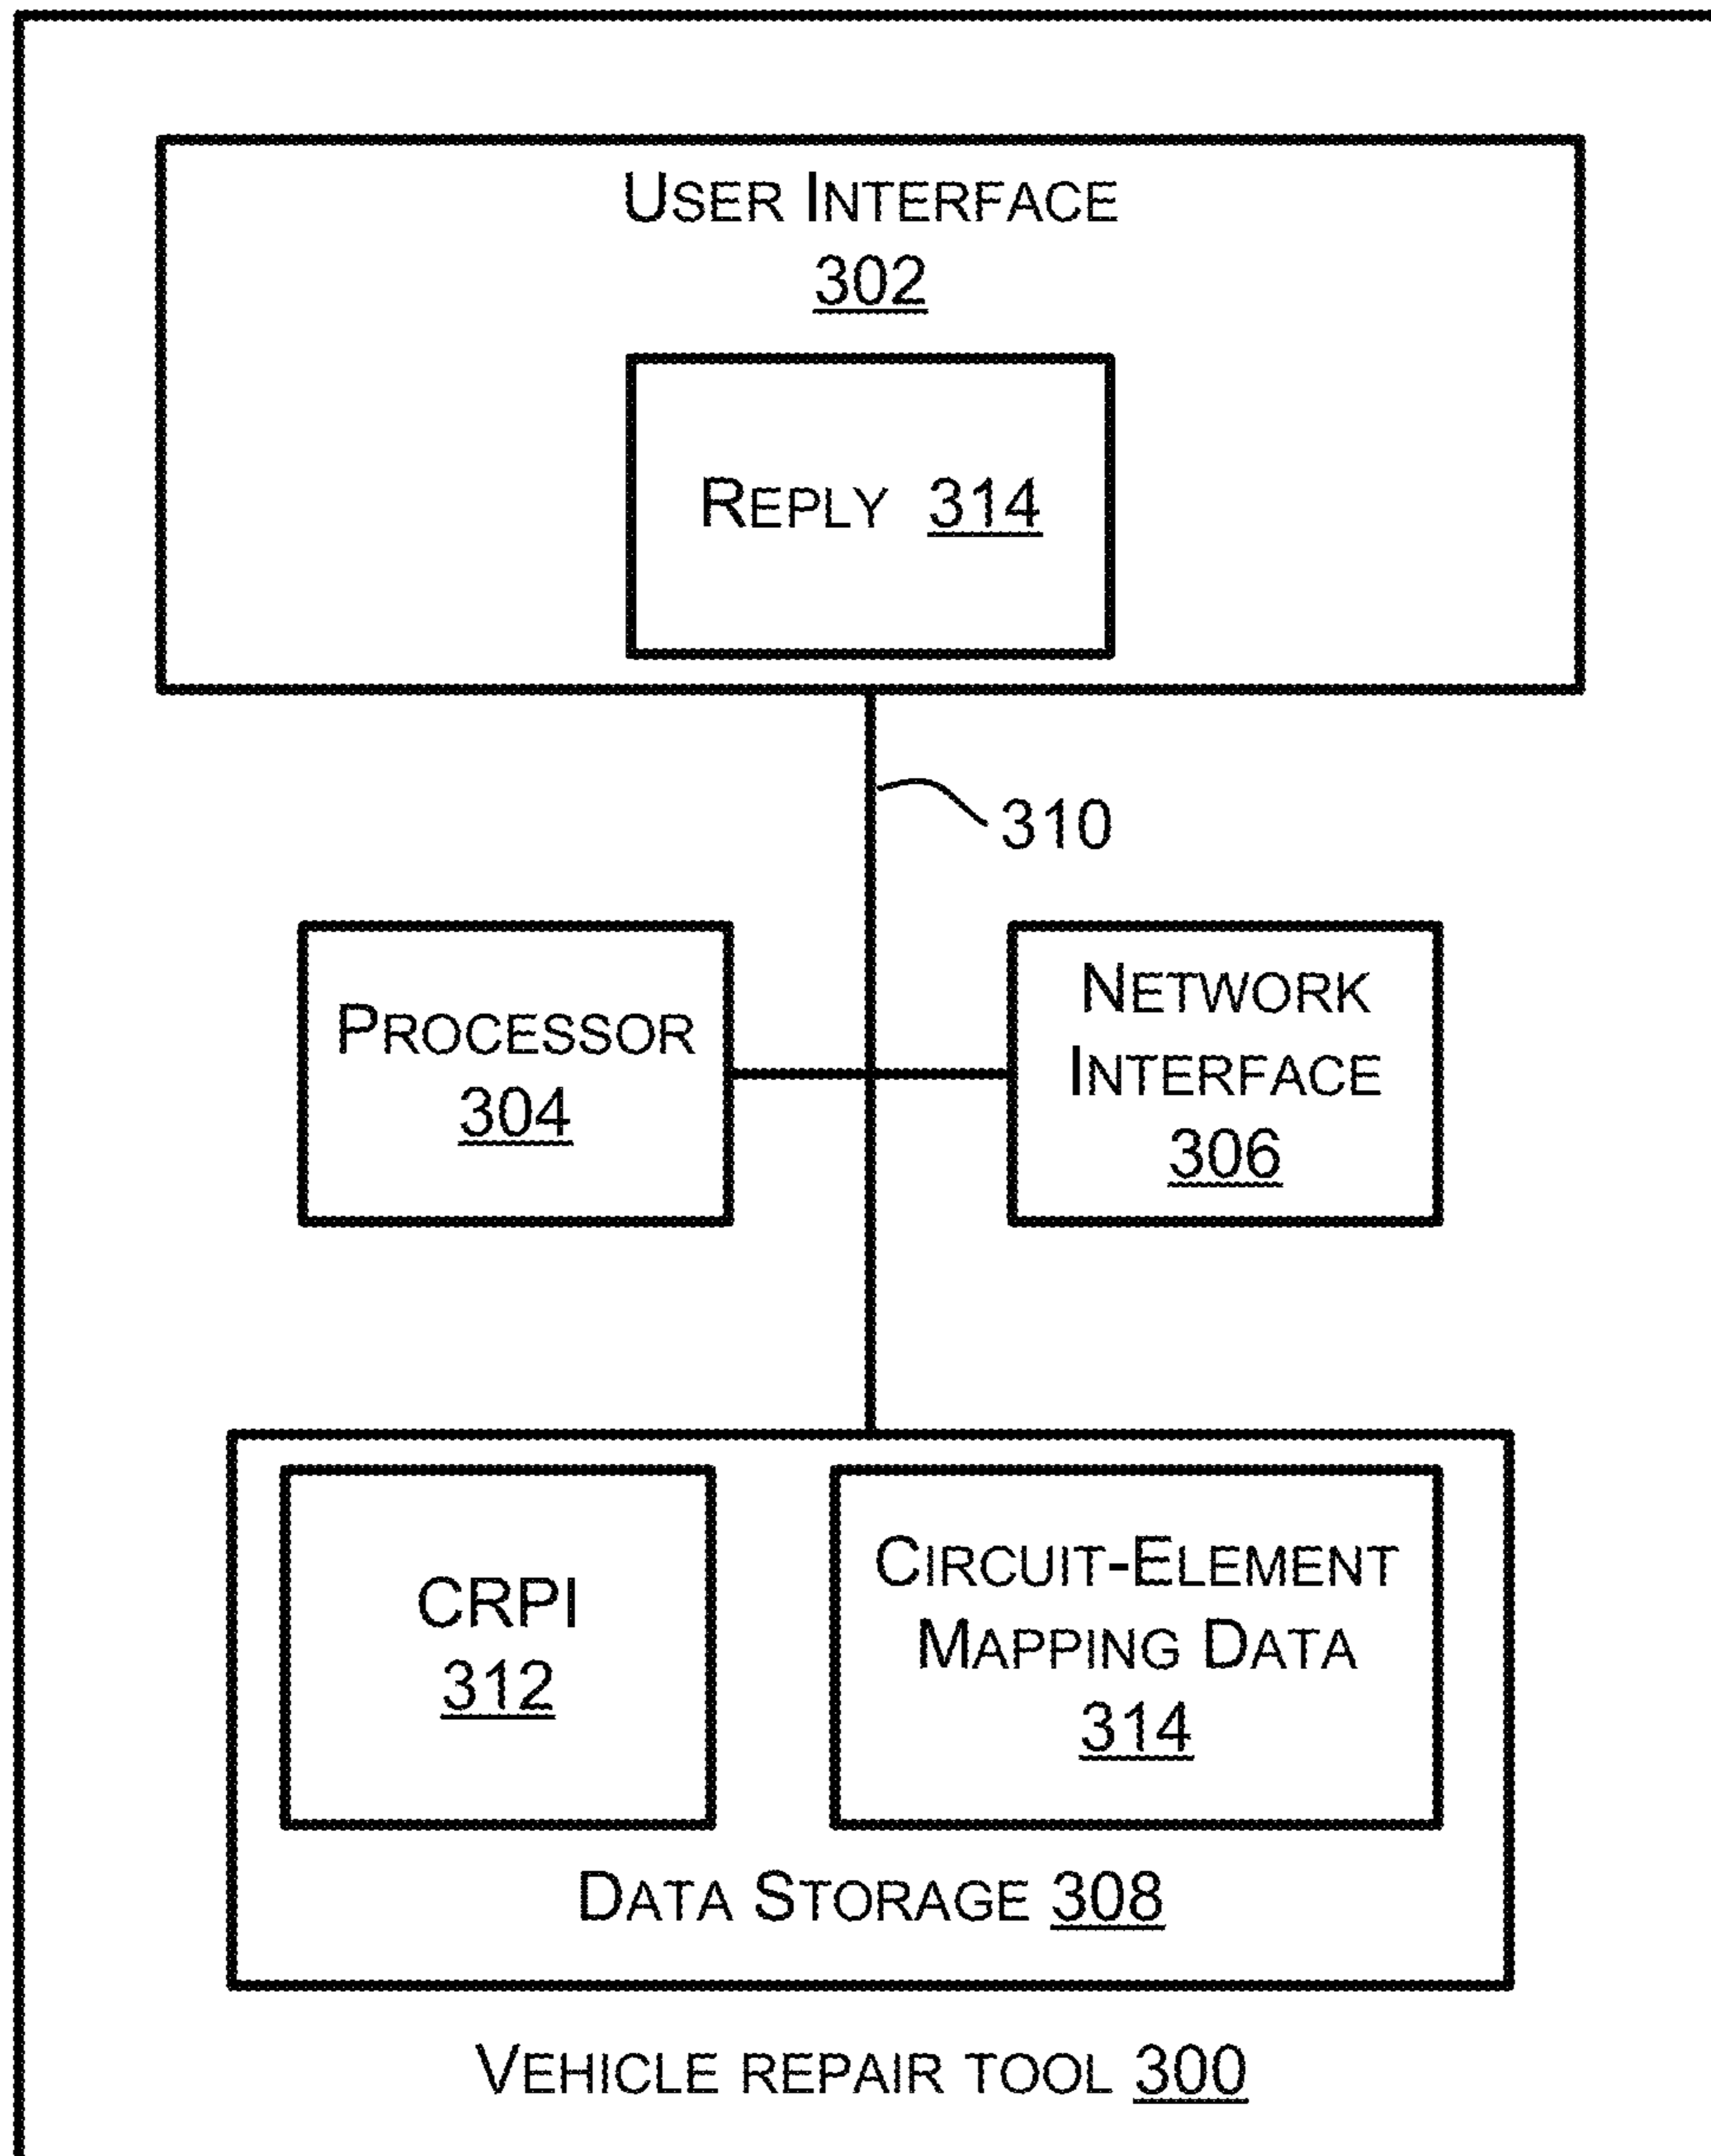 USER INTERFACE
302
REPLY 314
310
PROCESSOR
304
NETWORK
INTERFACE
306
CRPI
312
CIRCUIT-ELEMENT
MAPPING DATA
314
DATA STORAGE 308
VEHICLE REPAIR TOOL 300